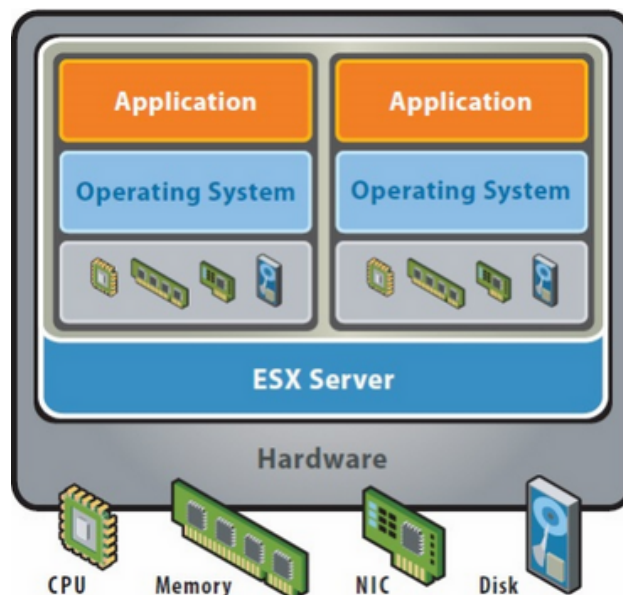 Application
Application
Operating System
Operating System
ESX Server
Hardware
CPU
Memory
NIC
Disk